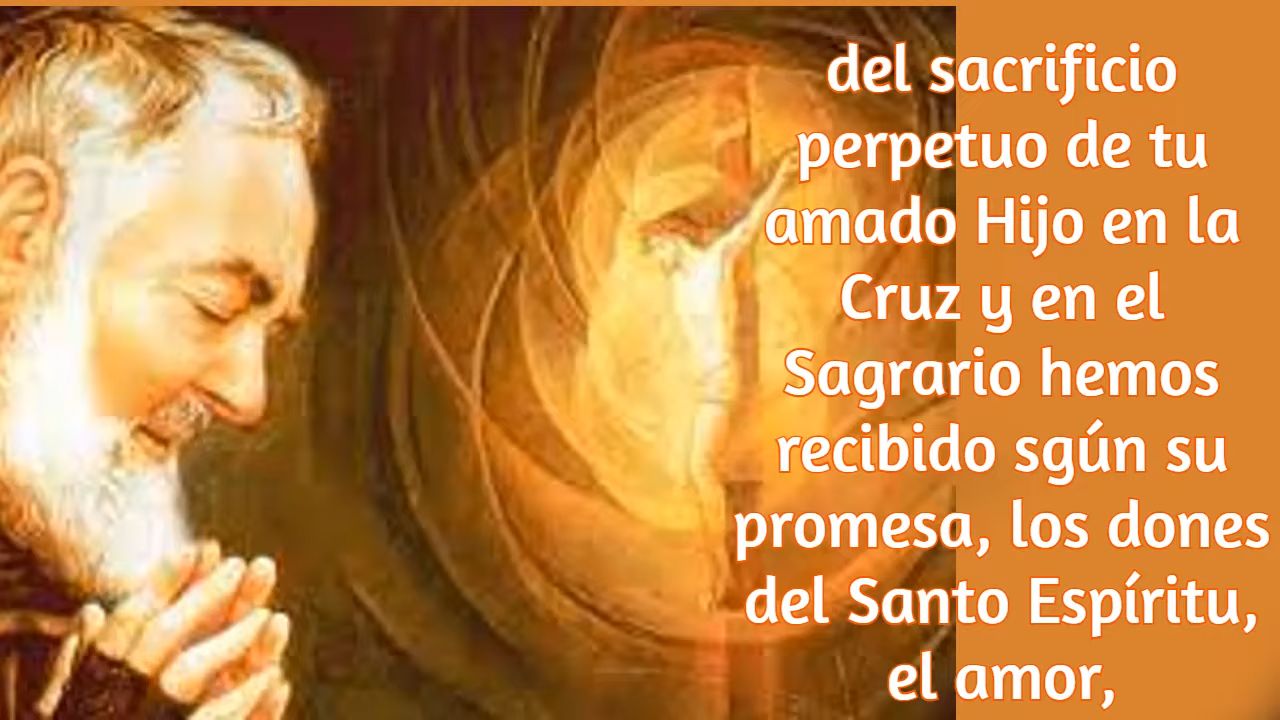 del sacrificio
perpetuo de tu
amado Hijo en la
Cruz y en el
Sagrario hemos
recibido sgún su
promesa, los dones
del Santo Espíritu,
el amor,